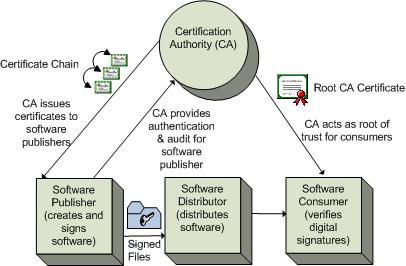 Certification
Authority (CA)
Certificate Chain
Root CA Certificate
CA issues
certificates to
software
publishers
CA provides
authentication
& audit for
software
publisher
CA acts as root of
trust for consumers
Software
Publisher
(creates and
signs
software)
Signed
Files
Software
Distributor
(distributes
software)
Software
Consumer
(verifies
digital
signatures)